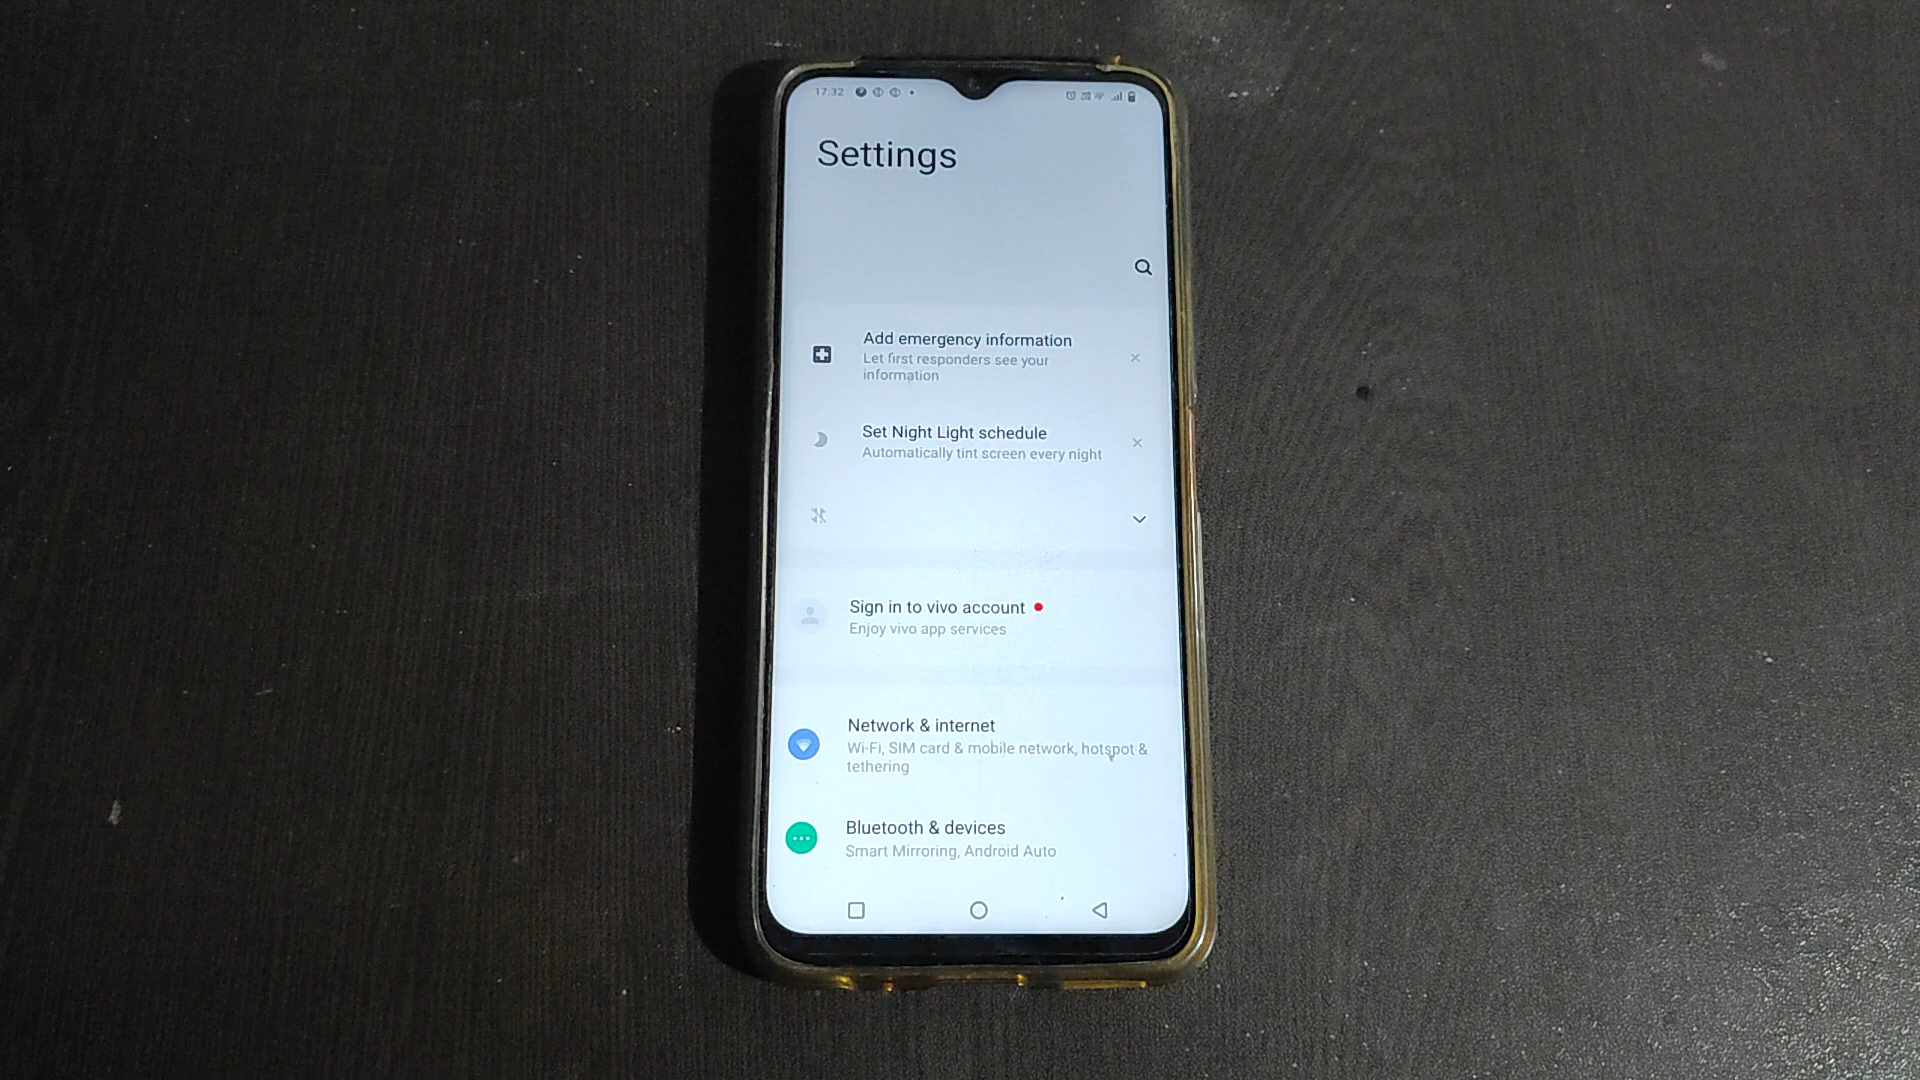 17:32
Settings
Add emergency information
Let first responders see your
information
Set Night Light schedule
Automatically tint screen every night
Sign in to vivo account
Enjoy vivo app services
Network & internet
Wi-Fi, SIM card & mobile network, hotspot &
tethering
Bluetooth & devices
Smart Mirroring, Android Auto